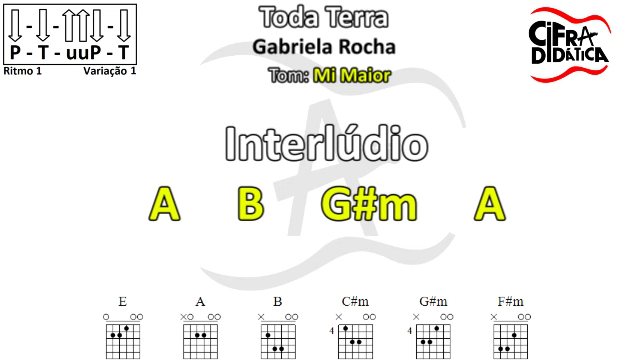 P - T - uuP - T
Ritmo 1 Variação 1
Toda Terra
Gabriela Rocha
Tom: Mi Maior
CiFRA
DIDÁTICA
Interlúdio
A B G#m A
E A B C#m G#m F#m
4 4